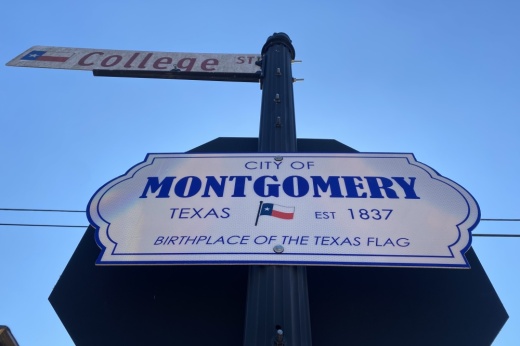 College ST
CITY OF
MONTGOMERY
TEXAS EST 1837
BIRTHPLACE OF THE TEXAS FLAG